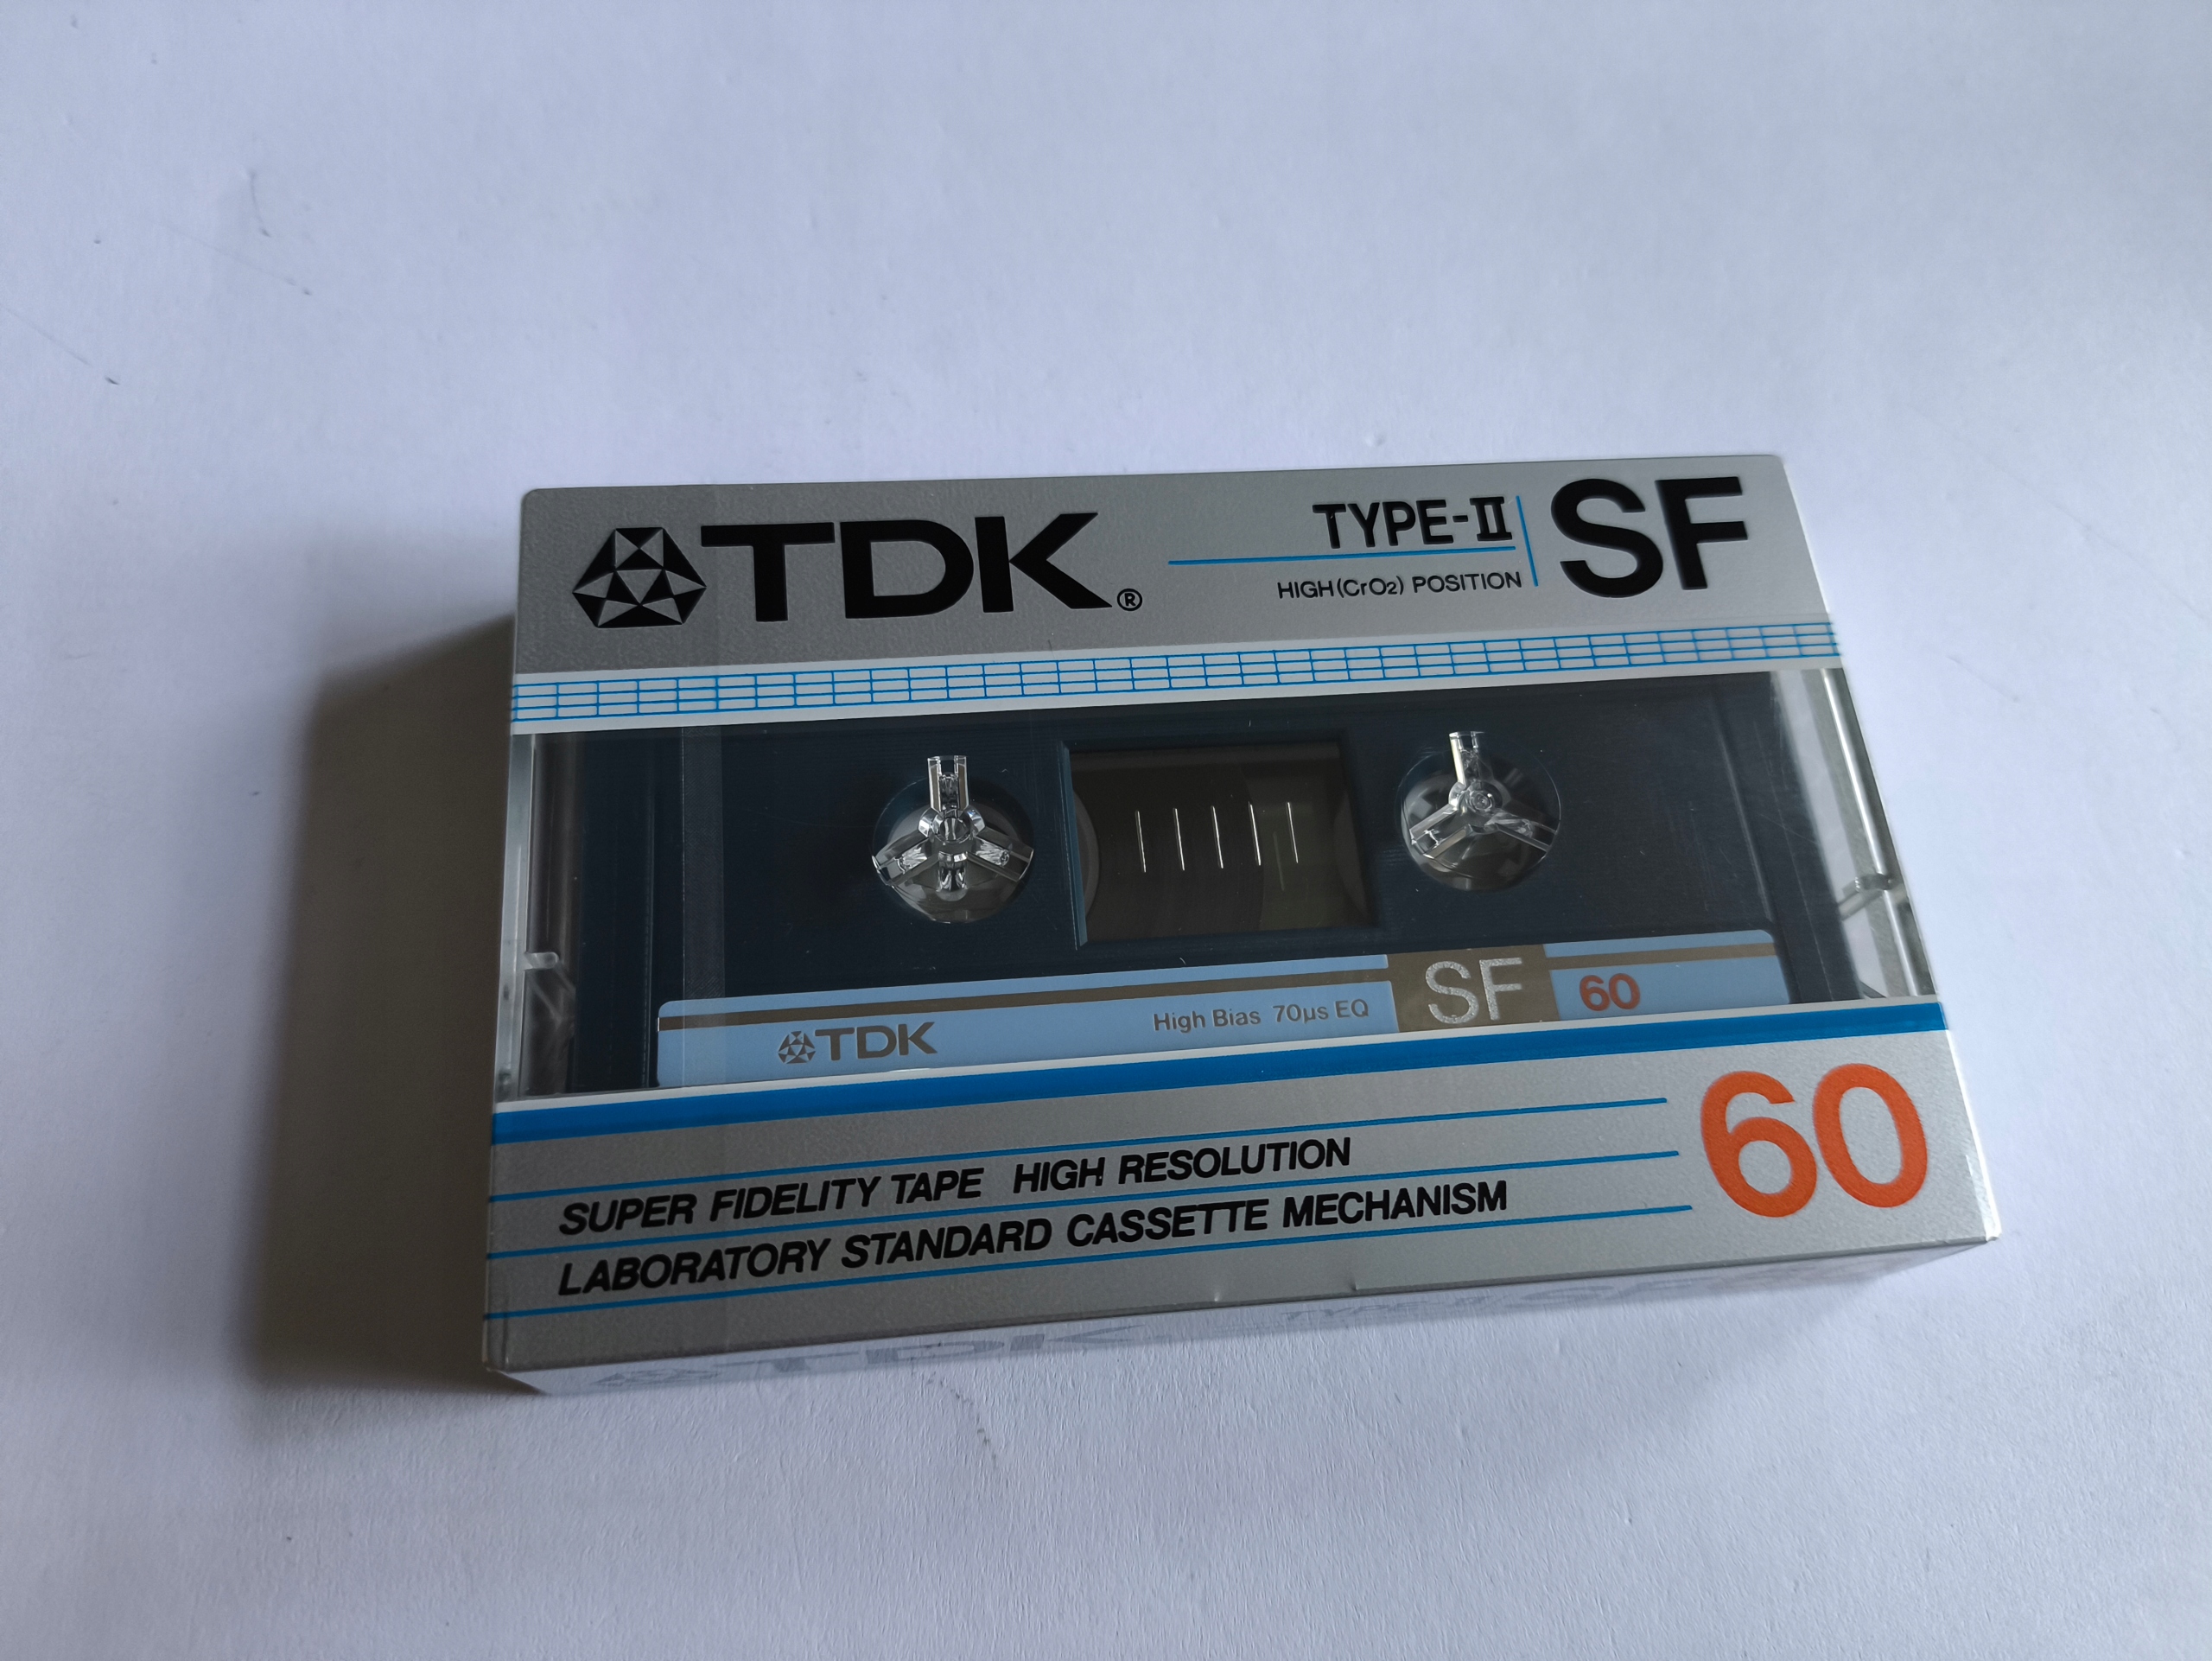 TDK®
TYPE-II
HIGH (CrO2) POSITION
SF
TDK
High Bias 70µs EQ
SF
60
SUPER FIDELITY TAPE HIGH RESOLUTION
LABORATORY STANDARD CASSETTE MECHANISM
60
TDK